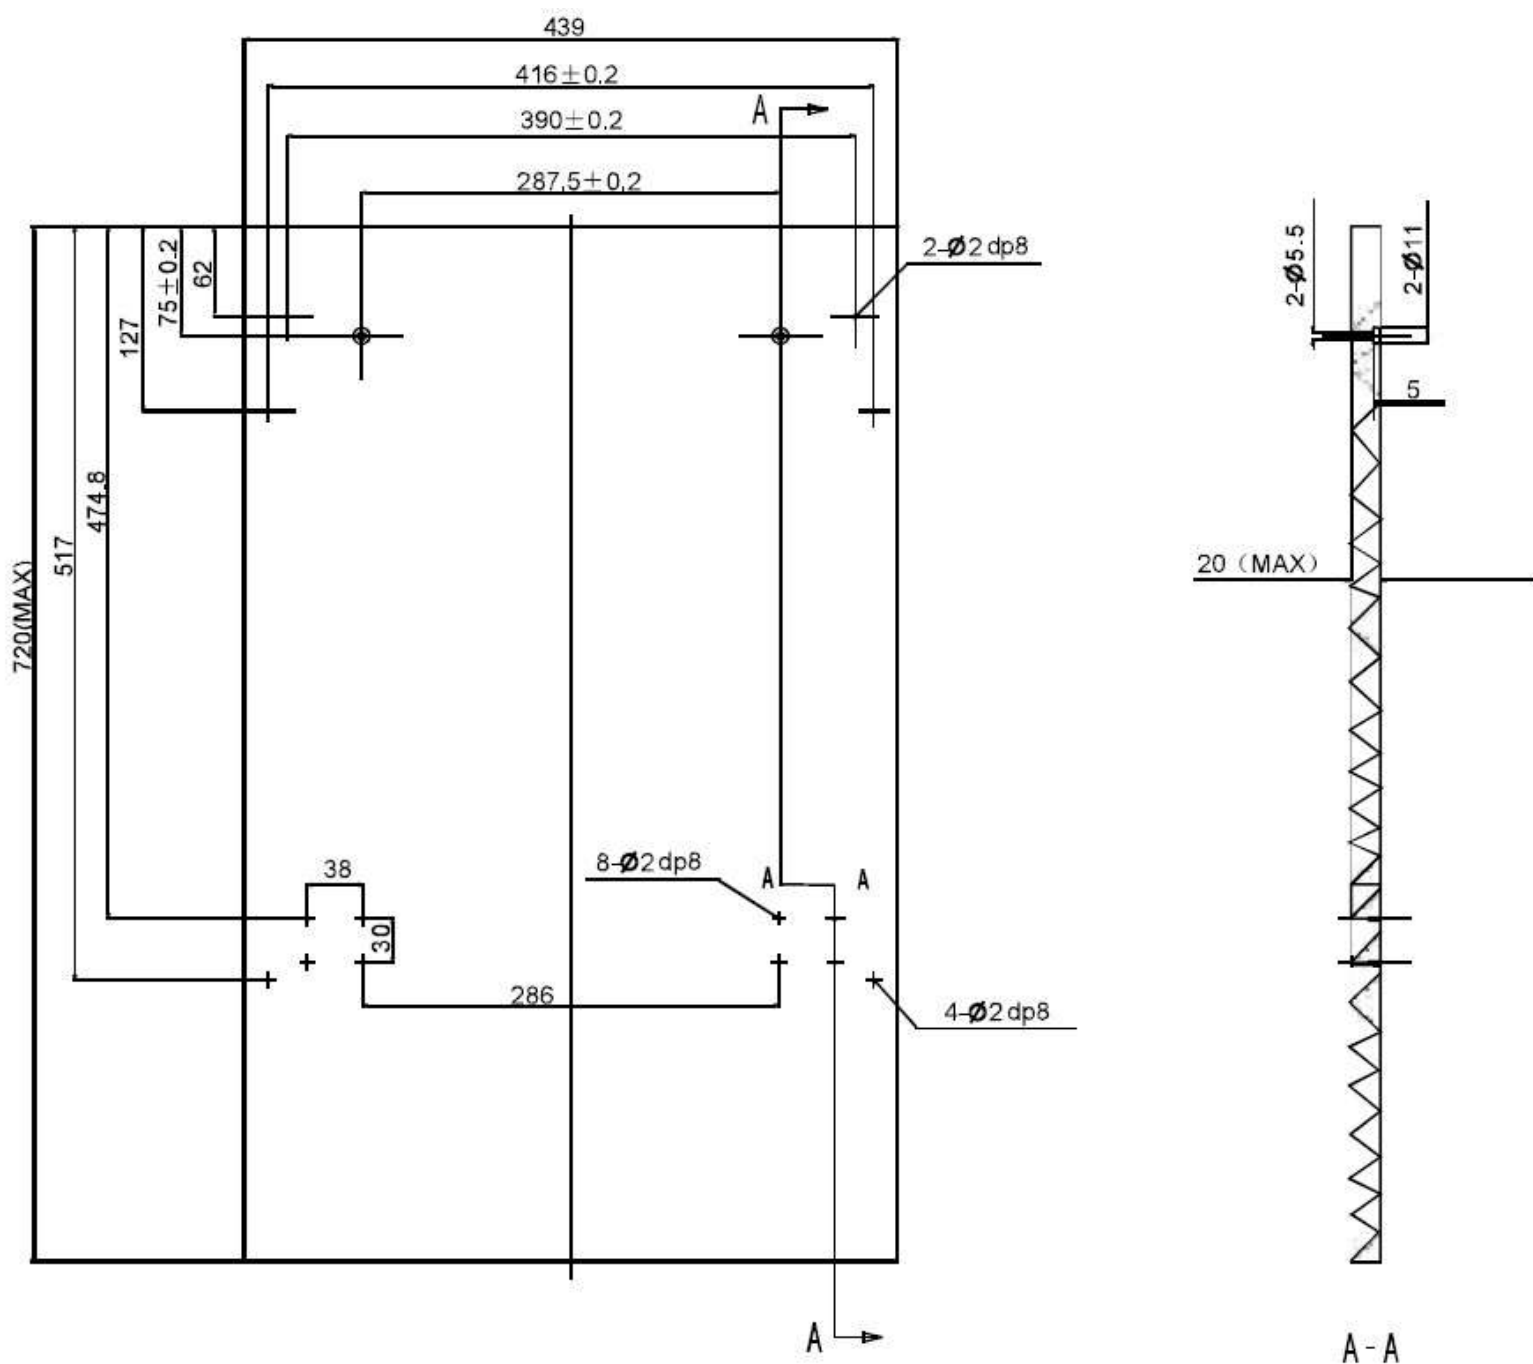 439
416±0.2
A
390±0.2
287,5±0,2
2-Ø2 dp8
75±0.2
62
127
474.8
517
720(MAX)
38
8-Ø2 dp8
A
A
30
286
4-Ø2 dp8
A
2-Ø5.5
2-Ø11
5
20（MAX）
A-A